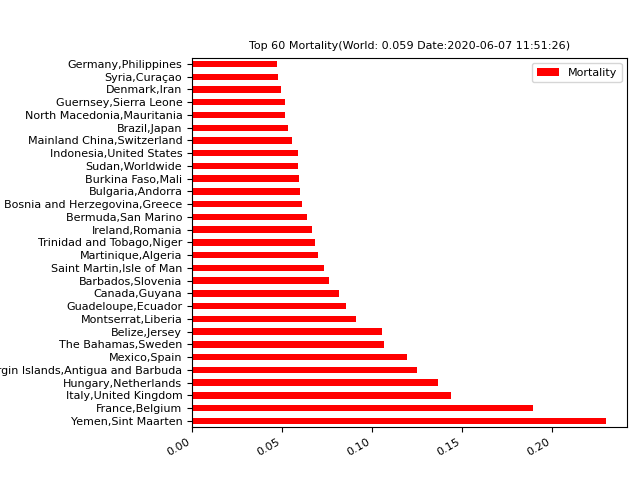 Top 60 Mortality(World: 0.059 Date:2020-06-07 11:51:26)
Mortality
Germany,Philippines
Syria,Curaçao
Denmark,Iran
Guernsey,Sierra Leone
North Macedonia,Mauritania
Brazil,Japan
Mainland China,Switzerland
Indonesia,United States
Sudan,Worldwide
Burkina Faso,Mali
Bulgaria,Andorra
Bosnia and Herzegovina,Greece
Bermuda,San Marino
Ireland,Romania
Trinidad and Tobago,Niger
Martinique,Algeria
Saint Martin,Isle of Man
Barbados,Slovenia
Canada,Guyana
Guadeloupe,Ecuador
Montserrat,Liberia
Belize,Jersey
The Bahamas,Sweden
Mexico,Spain
rgin Islands,Antigua and Barbuda
Hungary,Netherlands
Italy,United Kingdom
France,Belgium
Yemen,Sint Maarten
0.00
0.05
0.10
0.15
0.20